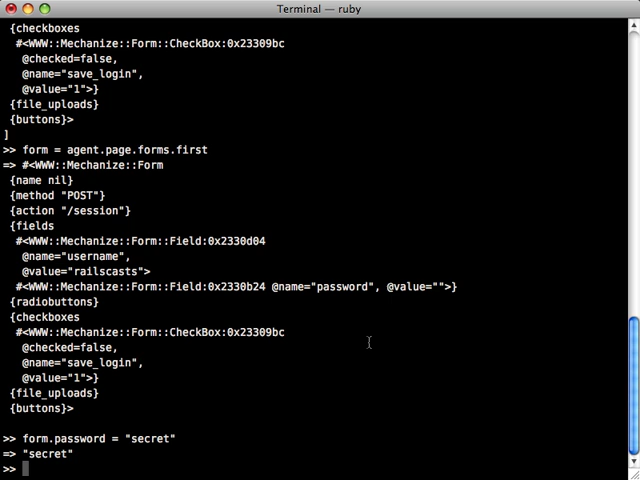 Terminal — ruby
{checkboxes
#<WWW::Mechanize::Form::CheckBox:0x23309bc
@checked=false,
@name="save_login",
@value="1">}
{file_uploads}
{buttons}>
]
>> form = agent.page.forms.first
=> #<WWW::Mechanize::Form
{name nil}
{method "POST"}
{action "/session"}
{fields
#<WWW::Mechanize::Form::Field:0x2330d04
@name="username",
@value="railscasts">
#<WWW::Mechanize::Form::Field:0x2330b24 @name="password", @value="">}
{radiobuttons}
{checkboxes
#<WWW::Mechanize::Form::CheckBox:0x23309bc
@checked=false,
@name="save_login",
@value="1">}
{file_uploads}
{buttons}>
>> form.password = "secret"
=> "secret"
>>